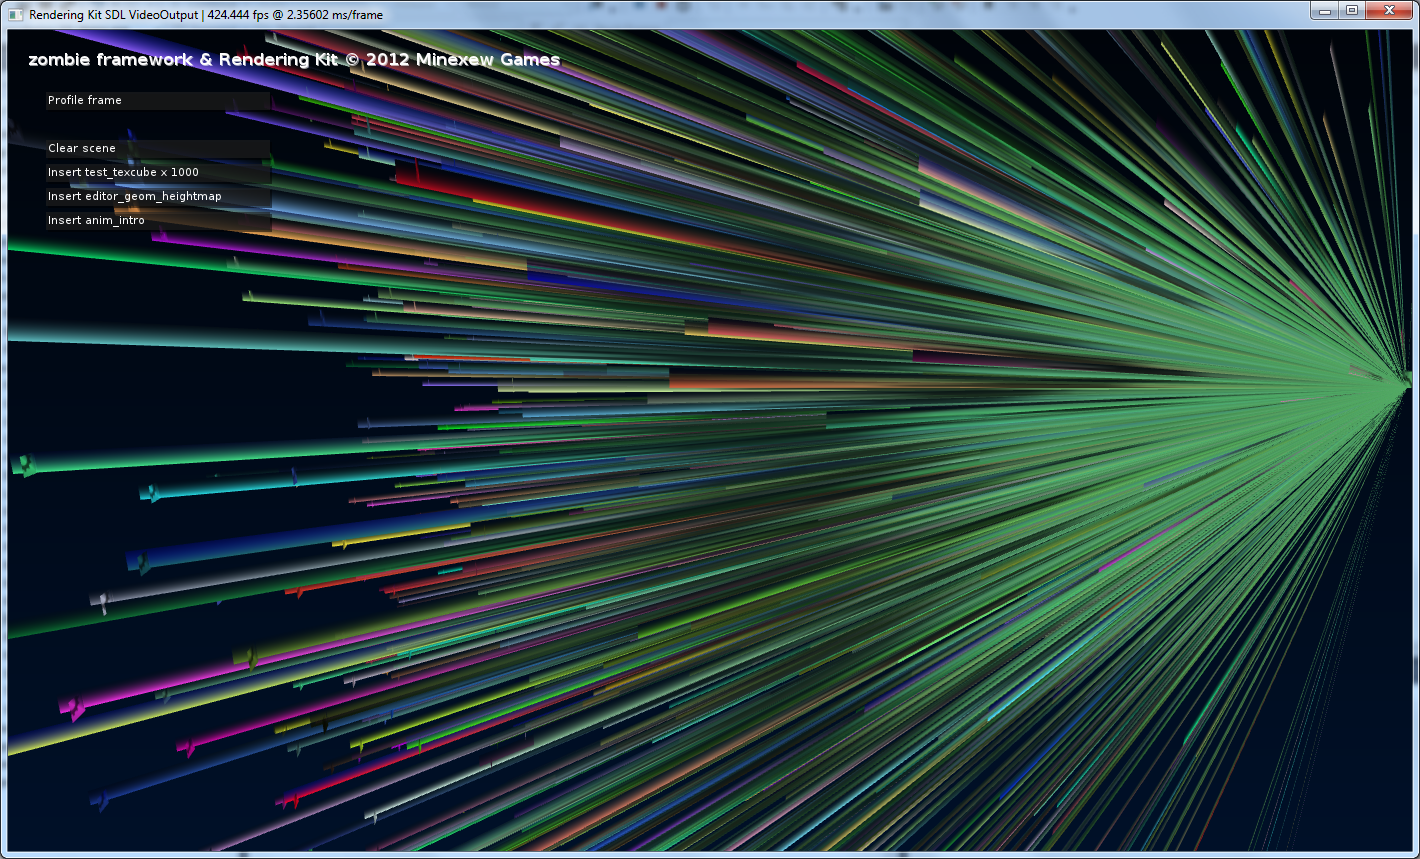 Rendering Kit SDL VideoOutput | 424.444 fps @ 2.35602 ms/frame
zombie framework & Rendering Kit © 2012 Minexew Games
Profile frame
Clear scene
Insert test_texcube x 1000
Insert editor_geom_heightmap
Insert anim_intro